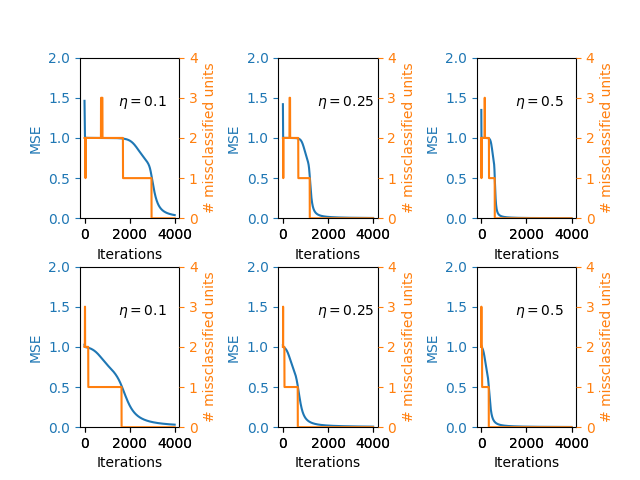 2.0 1.5 1.0 0.5 0.0 MSE η = 0.1 4 3 2 1 0 # missclassified units 0 2000 4000 Iterations
2.0 1.5 1.0 0.5 0.0 MSE η = 0.25 4 3 2 1 0 # missclassified units 0 2000 4000 Iterations
2.0 1.5 1.0 0.5 0.0 MSE η = 0.5 4 3 2 1 0 # missclassified units 0 2000 4000 Iterations
2.0 1.5 1.0 0.5 0.0 MSE η = 0.1 4 3 2 1 0 # missclassified units 0 2000 4000 Iterations
2.0 1.5 1.0 0.5 0.0 MSE η = 0.25 4 3 2 1 0 # missclassified units 0 2000 4000 Iterations
2.0 1.5 1.0 0.5 0.0 MSE η = 0.5 4 3 2 1 0 # missclassified units 0 2000 4000 Iterations